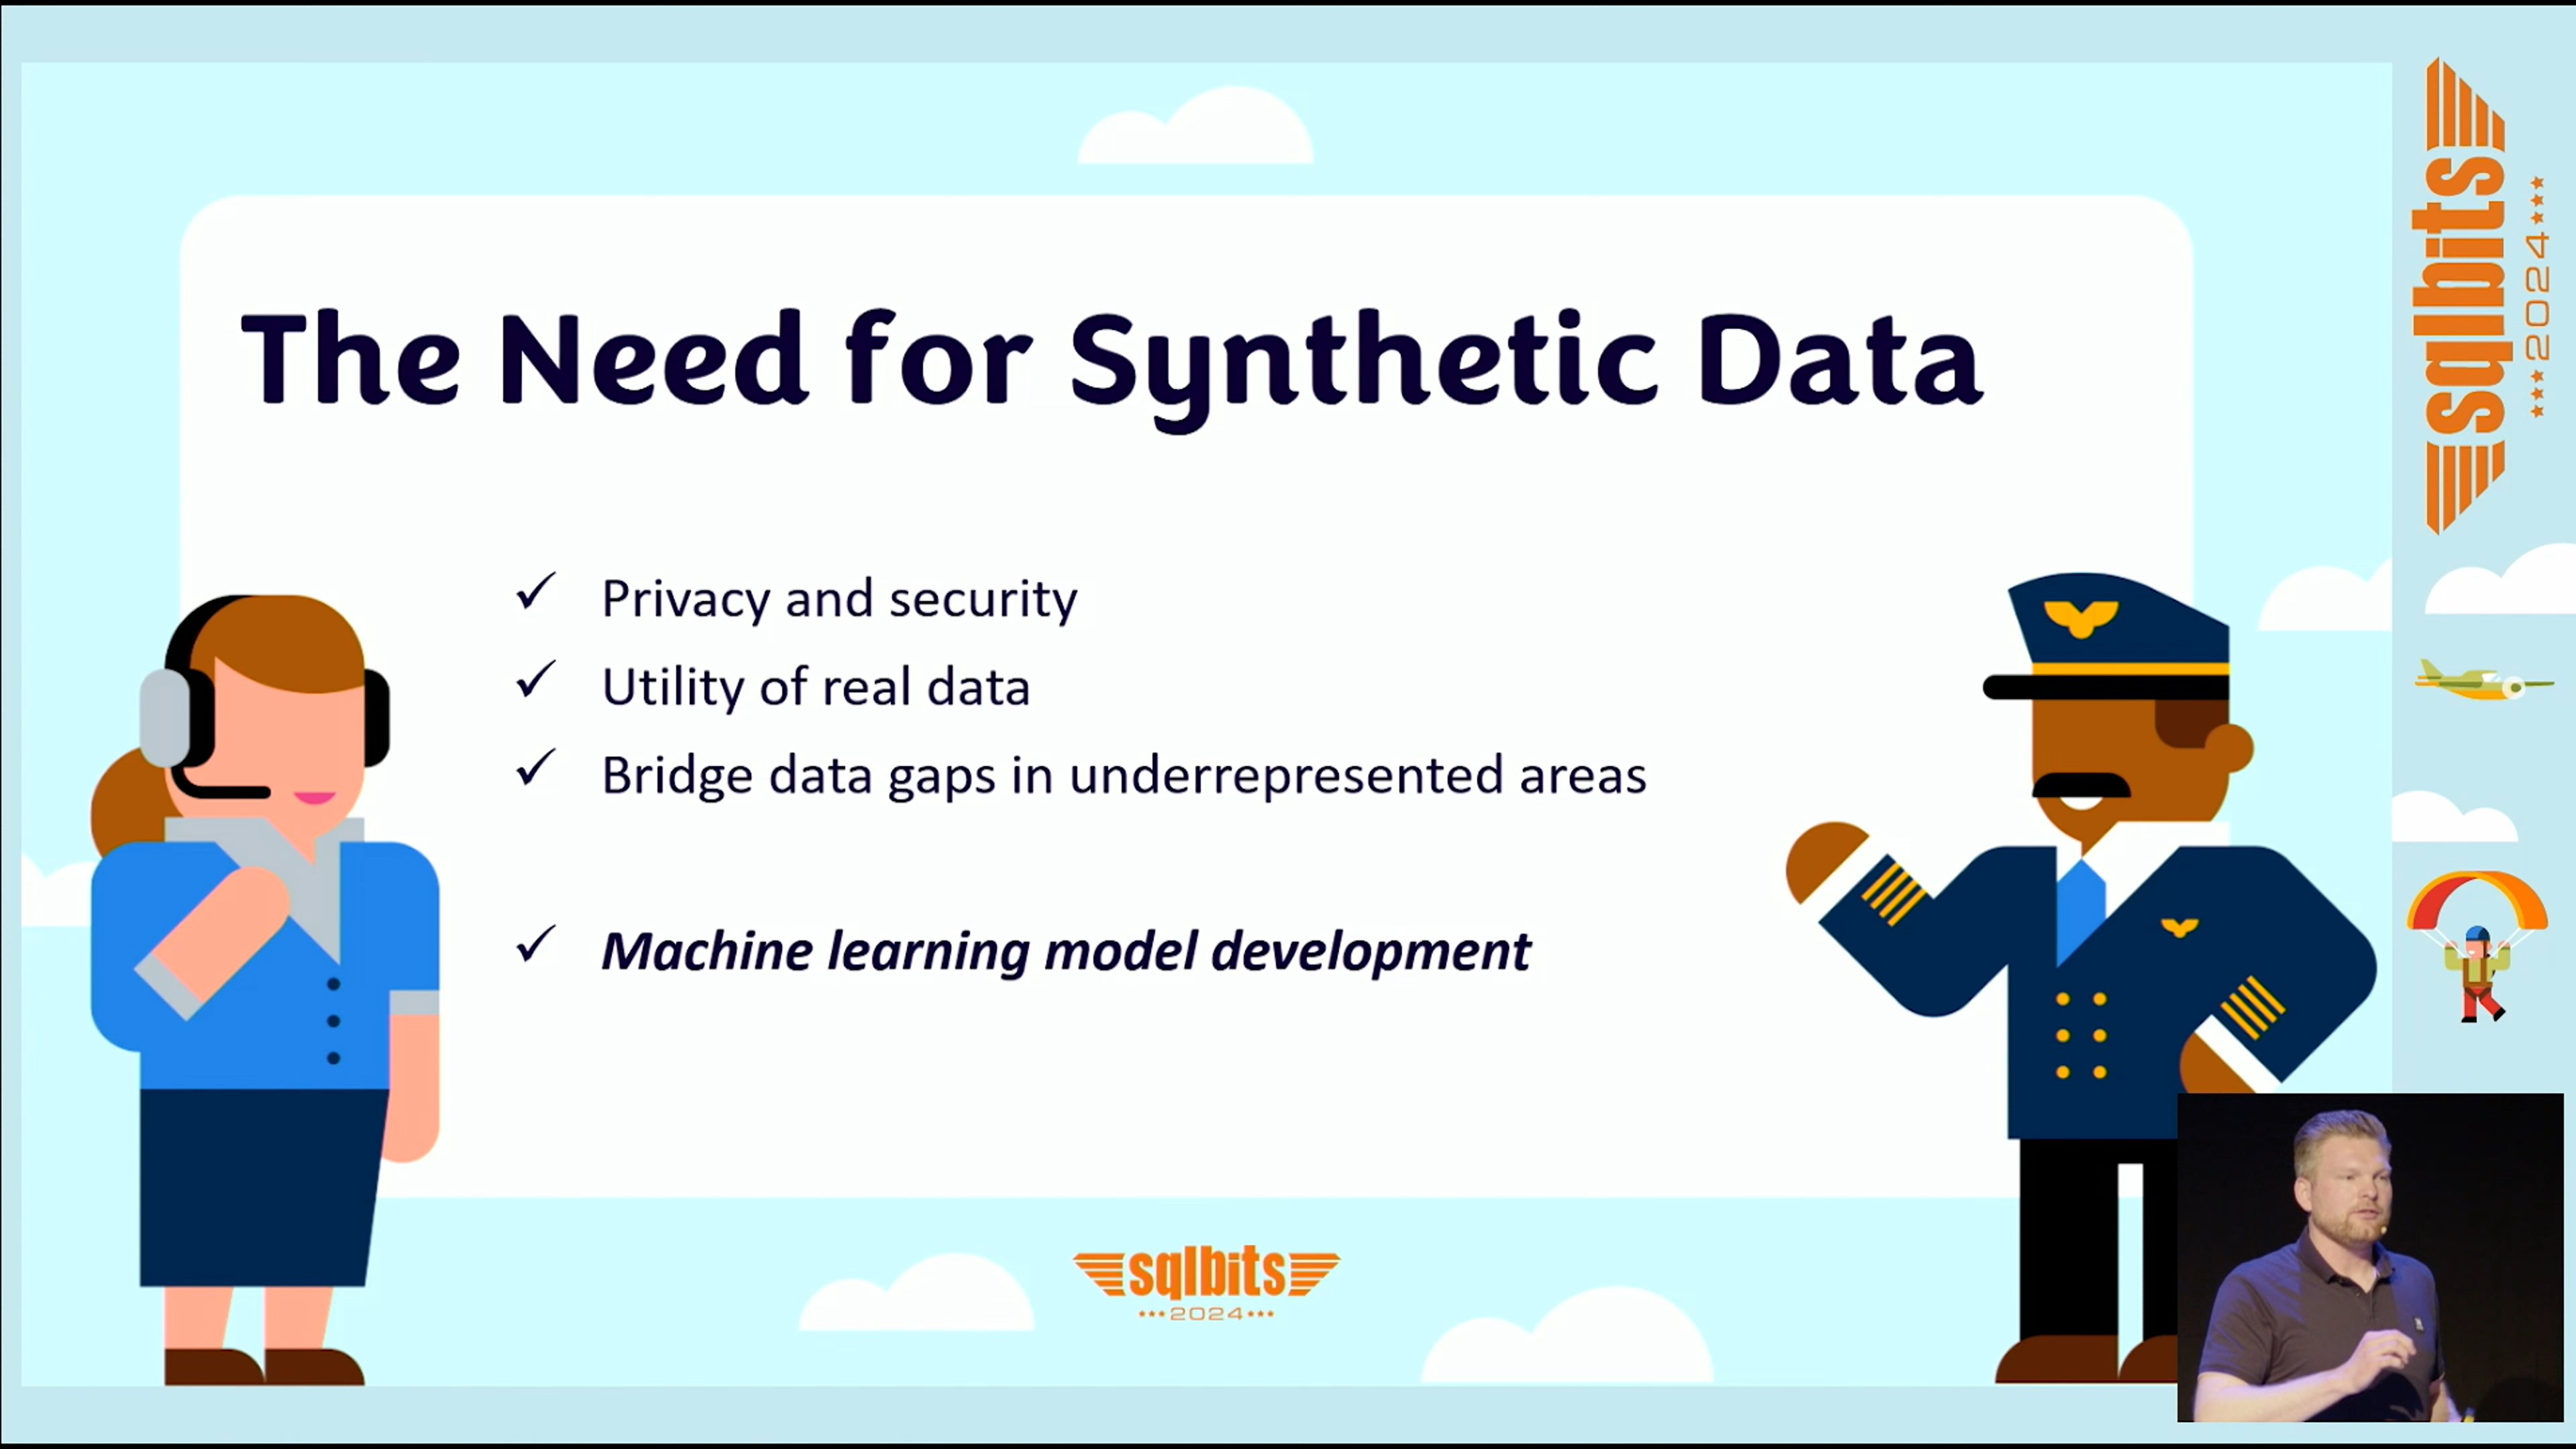 The Need for Synthetic Data
✓ Privacy and security
✓ Utility of real data
✓ Bridge data gaps in underrepresented areas
✓ Machine learning model development
sqlbits
2024
sqlbits
2024